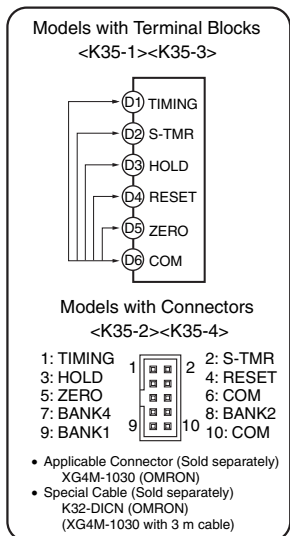 Models with Terminal Blocks
<K35-1><K35-3>
D1 TIMING
D2 S-TMR
D3 HOLD
D4 RESET
D5 ZERO
D6 COM
Models with Connectors
<K35-2><K35-4>
1: TIMING 1 2 2: S-TMR
3: HOLD 4: RESET
5: ZERO 6: COM
7: BANK4 8: BANK2
9: BANK1 9 10 10: COM
• Applicable Connector (Sold separately)
XG4M-1030 (OMRON)
• Special Cable (Sold separately)
K32-DICN (OMRON)
(XG4M-1030 with 3 m cable)